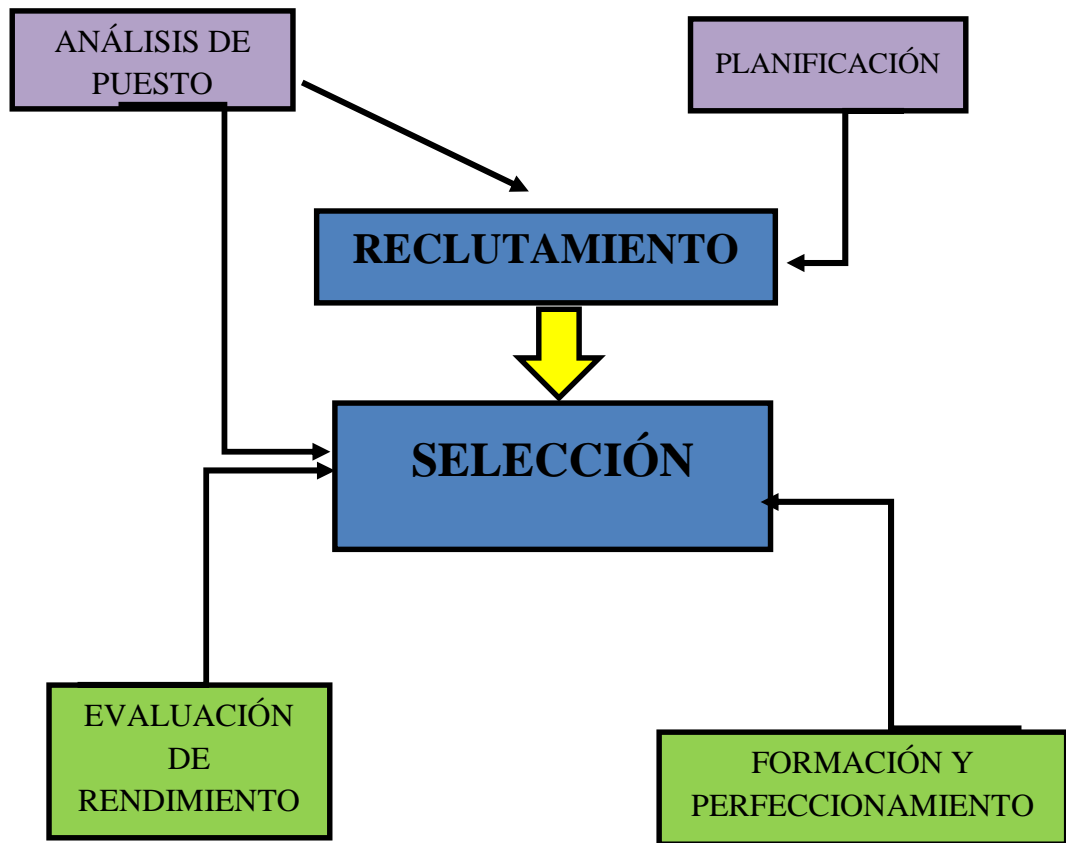 ANÁLISIS DE
PUESTO
PLANIFICACIÓN
RECLUTAMIENTO
SELECCIÓN
EVALUACIÓN
DE
RENDIMIENTO
FORMACIÓN Y
PERFECCIONAMIENTO